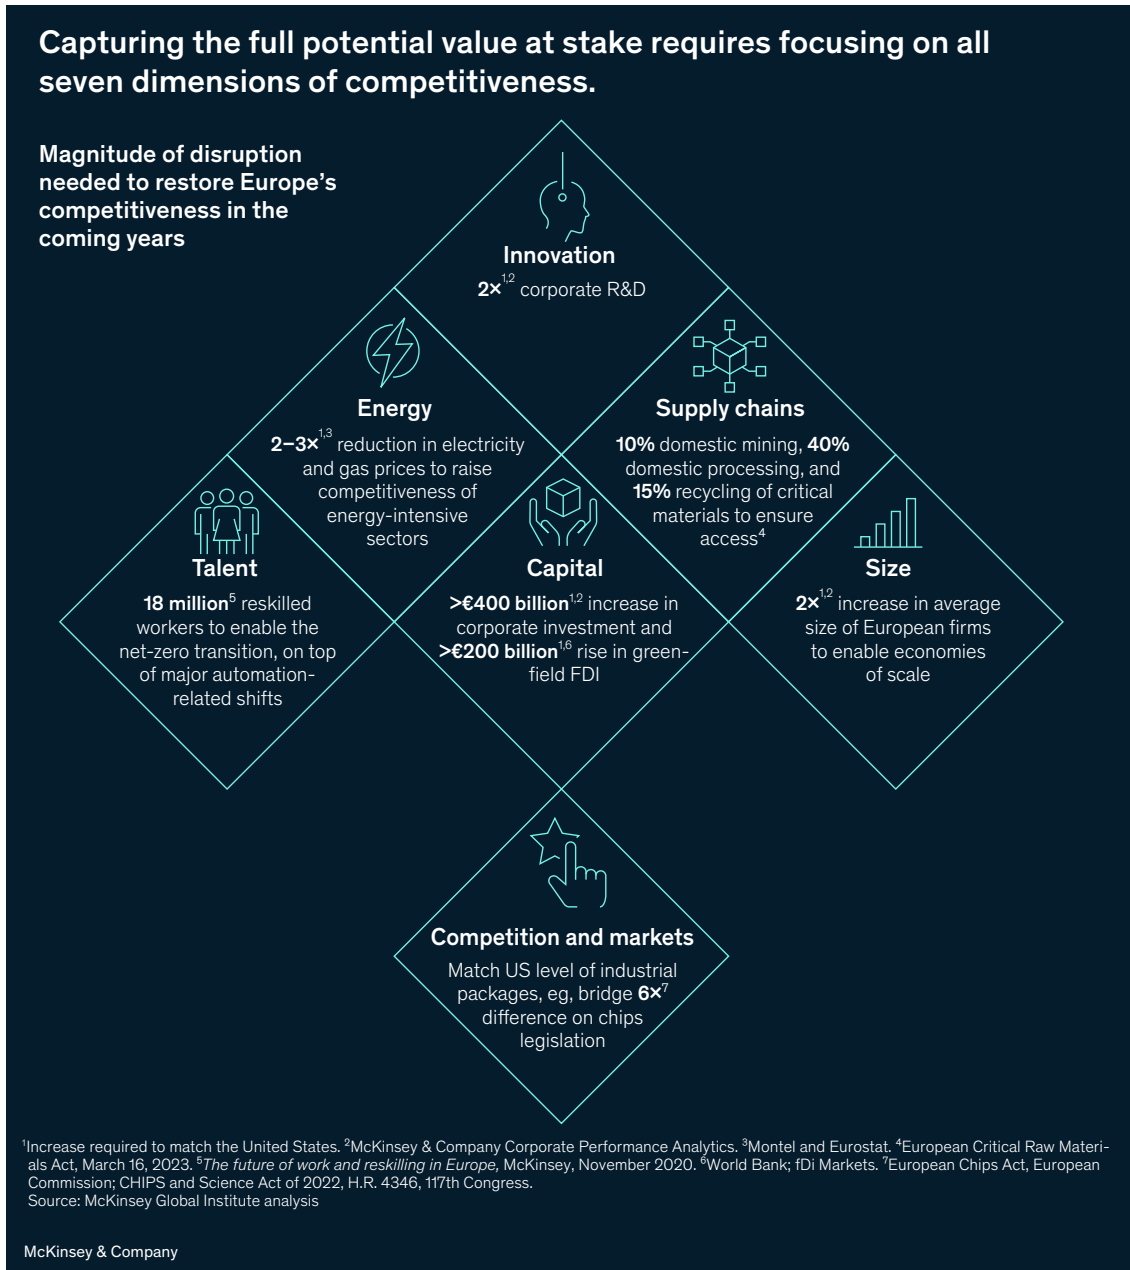 Capturing the full potential value at stake requires focusing on all
seven dimensions of competitiveness.
Magnitude of disruption
needed to restore Europe's
competitiveness in the
coming years
Innovation
2×1,2 corporate R&D
Energy
2–3×1,3 reduction in electricity
and gas prices to raise
competitiveness of
energy-intensive
sectors
Supply chains
10% domestic mining, 40%
domestic processing, and
15% recycling of critical
materials to ensure
access4
Talent
18 million5 reskilled
workers to enable the
net-zero transition, on top
of major automation-
related shifts
Capital
>€400 billion1,2 increase in
corporate investment and
>€200 billion1,6 rise in green-
field FDI
Size
2×1,2 increase in average
size of European firms
to enable economies
of scale
Competition and markets
Match US level of industrial
packages, eg, bridge 6×7
difference on chips
legislation
1Increase required to match the United States. 2McKinsey & Company Corporate Performance Analytics. 3Montel and Eurostat. 4European Critical Raw Materi-
als Act, March 16, 2023. 5The future of work and reskilling in Europe, McKinsey, November 2020. 6World Bank; fDi Markets. 7European Chips Act, European
Commission; CHIPS and Science Act of 2022, H.R. 4346, 117th Congress.
Source: McKinsey Global Institute analysis
McKinsey & Company